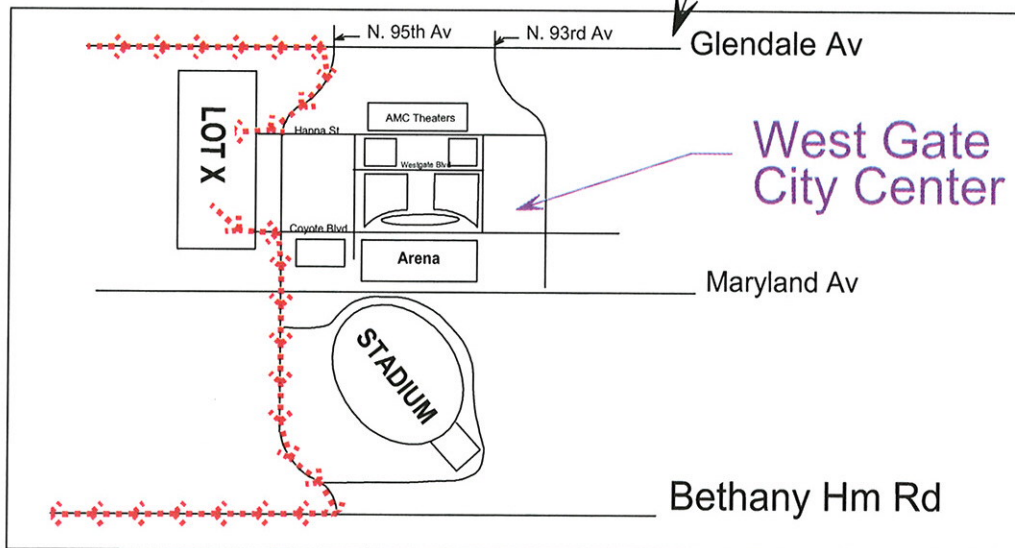 N. 95th Av
N. 93rd Av
Glendale Av
LOT X
AMC Theaters
Hanna St
Westgate Blvd
West Gate
City Center
Coyote Blvd
Arena
Maryland Av
STADIUM
Bethany Hm Rd